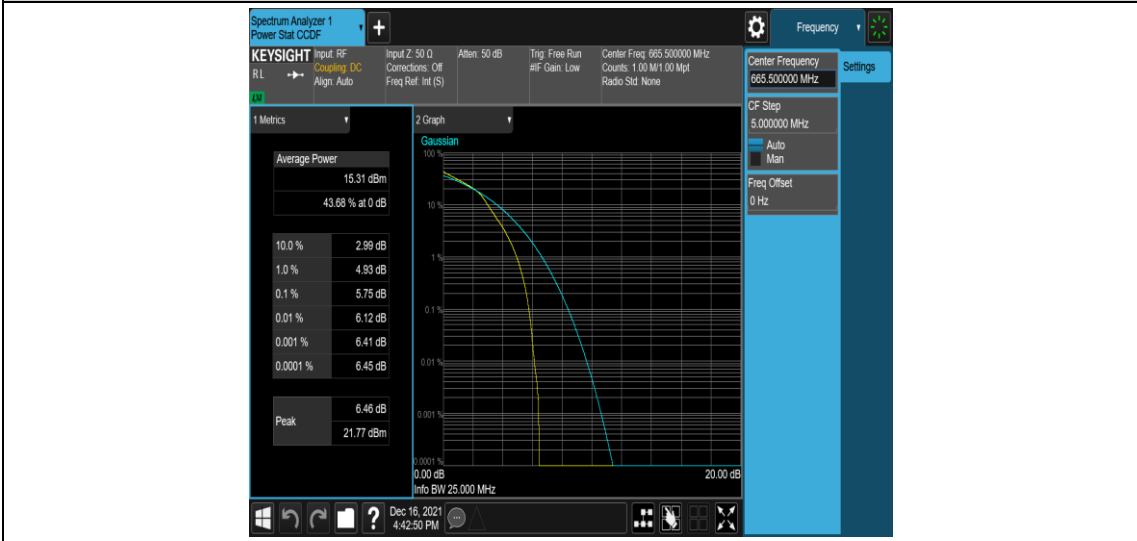 Spectrum Analyzer 1
Power Stat CCDF
+
Frequency
KEYSIGHT
RL
LM
Input: RF
Coupling: DC
Align: Auto
Input Z: 50 Ω
Corrections: Off
Freq Ref: Int (S)
Atten: 50 dB
Trig: Free Run
#IF Gain: Low
Center Freq: 665.500000 MHz
Counts: 1.00 M/1.00 Mpt
Radio Std: None
Center Frequency
665.500000 MHz
Settings
CF Step
5.000000 MHz
Auto
Man
Freq Offset
0 Hz
1 Metrics
Average Power
15.31 dBm
43.68 % at 0 dB
10.0 % 2.99 dB
1.0 % 4.93 dB
0.1 % 5.75 dB
0.01 % 6.12 dB
0.001 % 6.41 dB
0.0001 % 6.45 dB
Peak
6.46 dB
21.77 dBm
2 Graph
Gaussian
100 %
10 %
1 %
0.1 %
0.01 %
0.001 %
0.0001 %
0.00 dB 20.00 dB
Info BW 25.000 MHz
?
Dec 16, 2021
4:42:50 PM